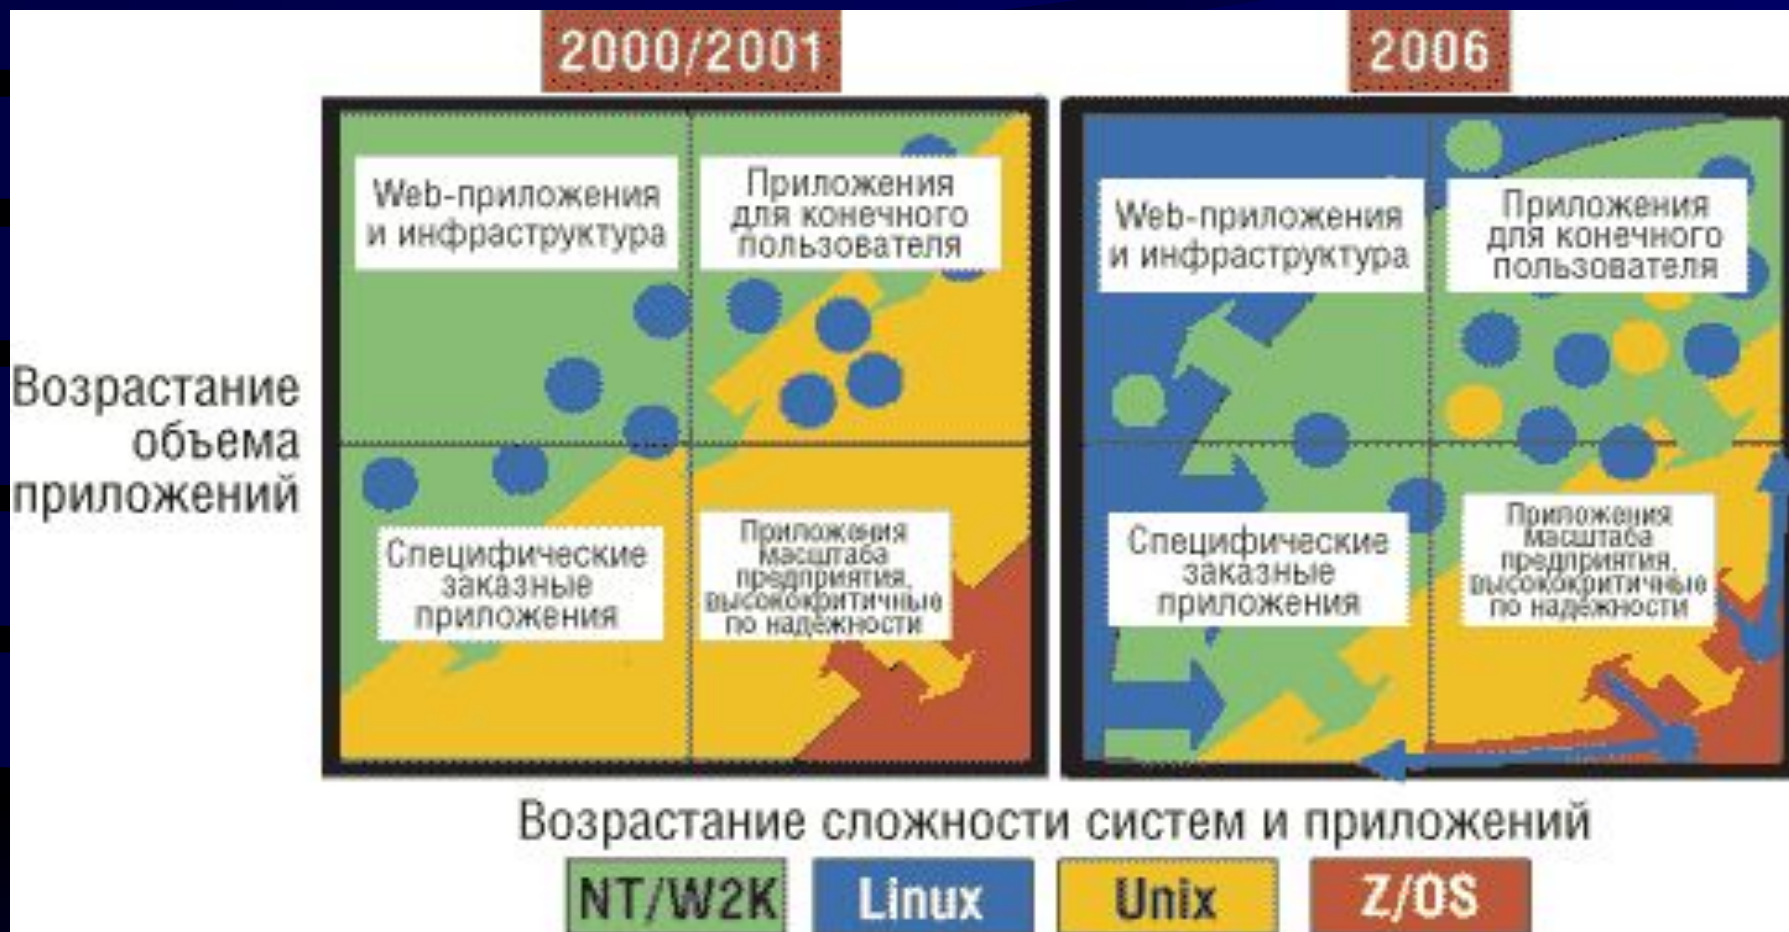 2000/2001
2006
Web-приложения
и инфраструктура
Приложения
для конечного
пользователя
Web-приложения
и инфраструктура
Приложения
для конечного
пользователя
Возрастание
объема
приложений
Специфические
заказные
приложения
Приложения
масштаба
предприятия,
высококритичные
по надёжности
Специфические
заказные
приложения
Приложения
масштаба
предприятия,
высококритичные
по надёжности
Возрастание сложности систем и приложений
NT/W2K
Linux
Unix
Z/OS